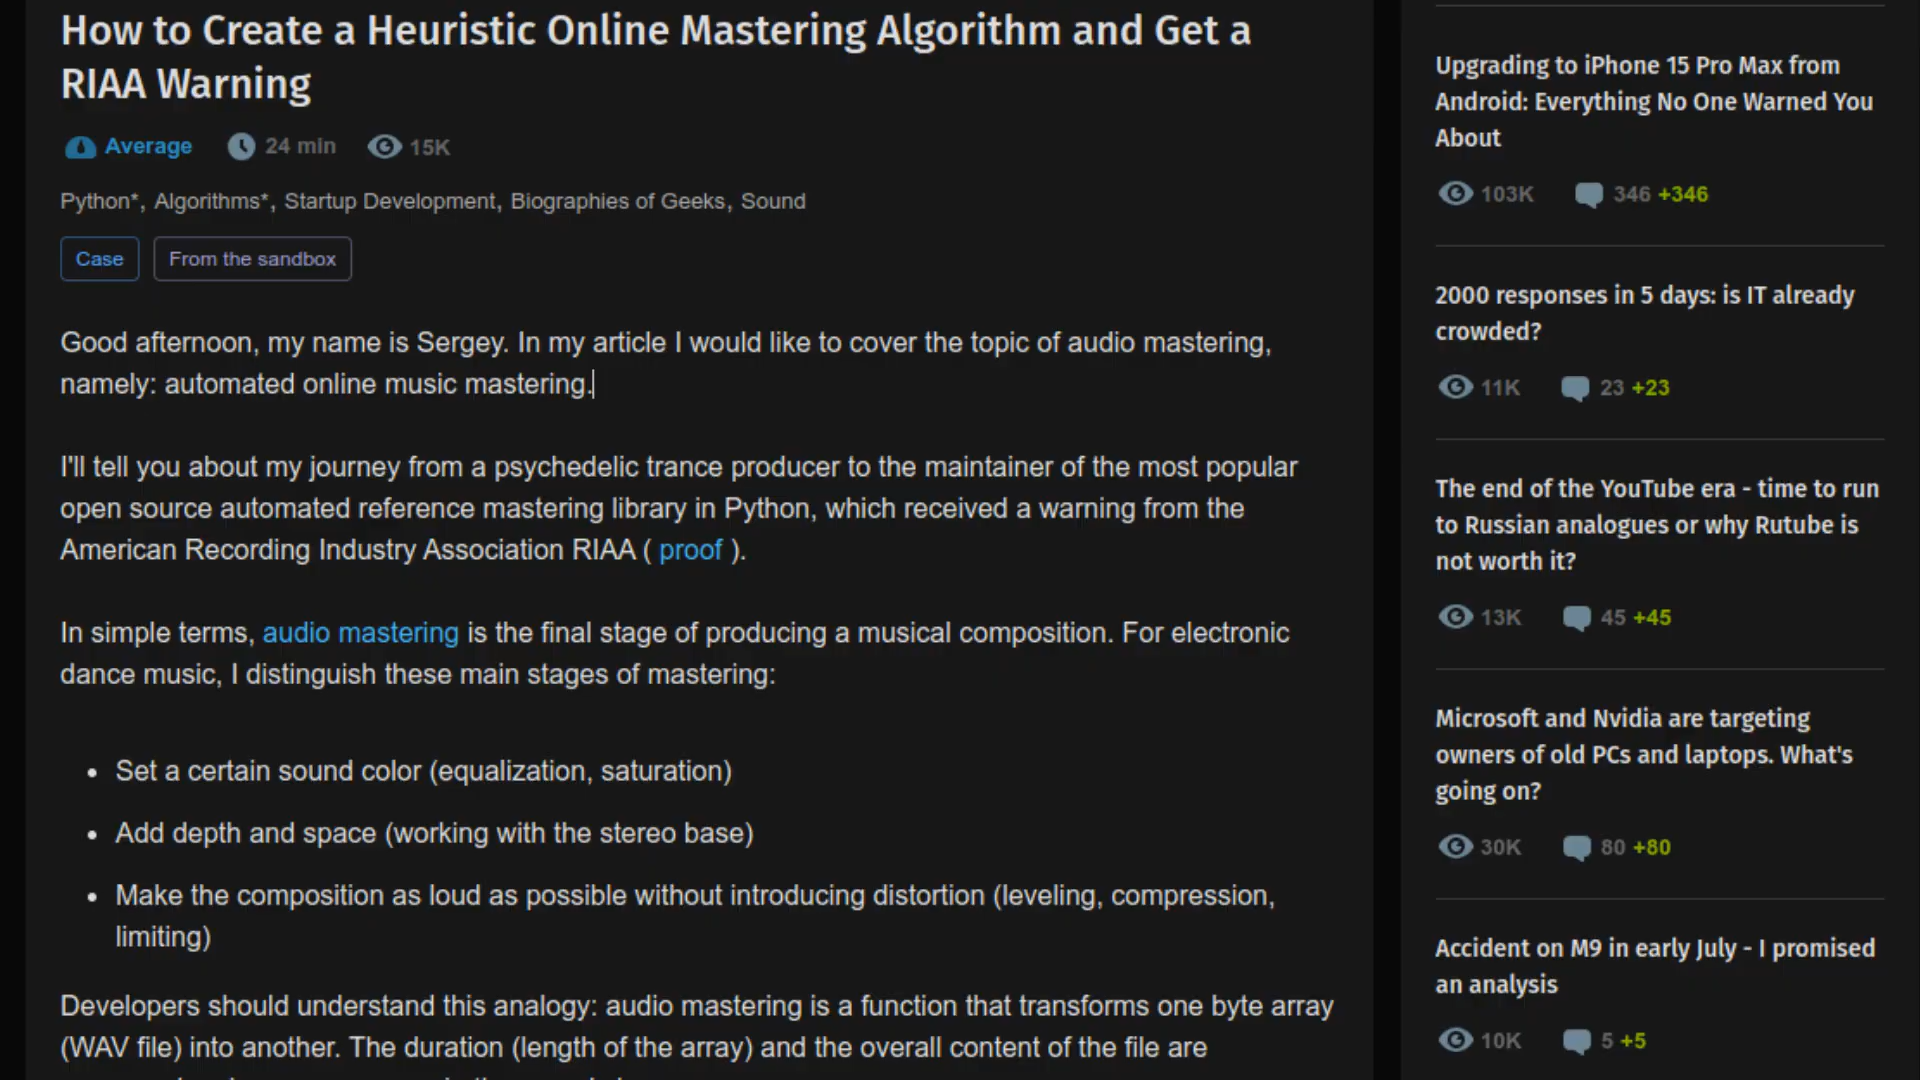 How to Create a Heuristic Online Mastering Algorithm and Get a
RIAA Warning
Average 24 min 15K
Python*, Algorithms*, Startup Development, Biographies of Geeks, Sound
Case From the sandbox
Good afternoon, my name is Sergey. In my article I would like to cover the topic of audio mastering,
namely: automated online music mastering.
I'll tell you about my journey from a psychedelic trance producer to the maintainer of the most popular
open source automated reference mastering library in Python, which received a warning from the
American Recording Industry Association RIAA ( proof ).
In simple terms, audio mastering is the final stage of producing a musical composition. For electronic
dance music, I distinguish these main stages of mastering:
• Set a certain sound color (equalization, saturation)
• Add depth and space (working with the stereo base)
• Make the composition as loud as possible without introducing distortion (leveling, compression,
limiting)
Developers should understand this analogy: audio mastering is a function that transforms one byte array
(WAV file) into another. The duration (length of the array) and the overall content of the file are
Upgrading to iPhone 15 Pro Max from
Android: Everything No One Warned You
About
103K 346 +346
2000 responses in 5 days: is IT already
crowded?
11K 23 +23
The end of the YouTube era - time to run
to Russian analogues or why Rutube is
not worth it?
13K 45 +45
Microsoft and Nvidia are targeting
owners of old PCs and laptops. What's
going on?
30K 80 +80
Accident on M9 in early July - I promised
an analysis
10K 5 +5